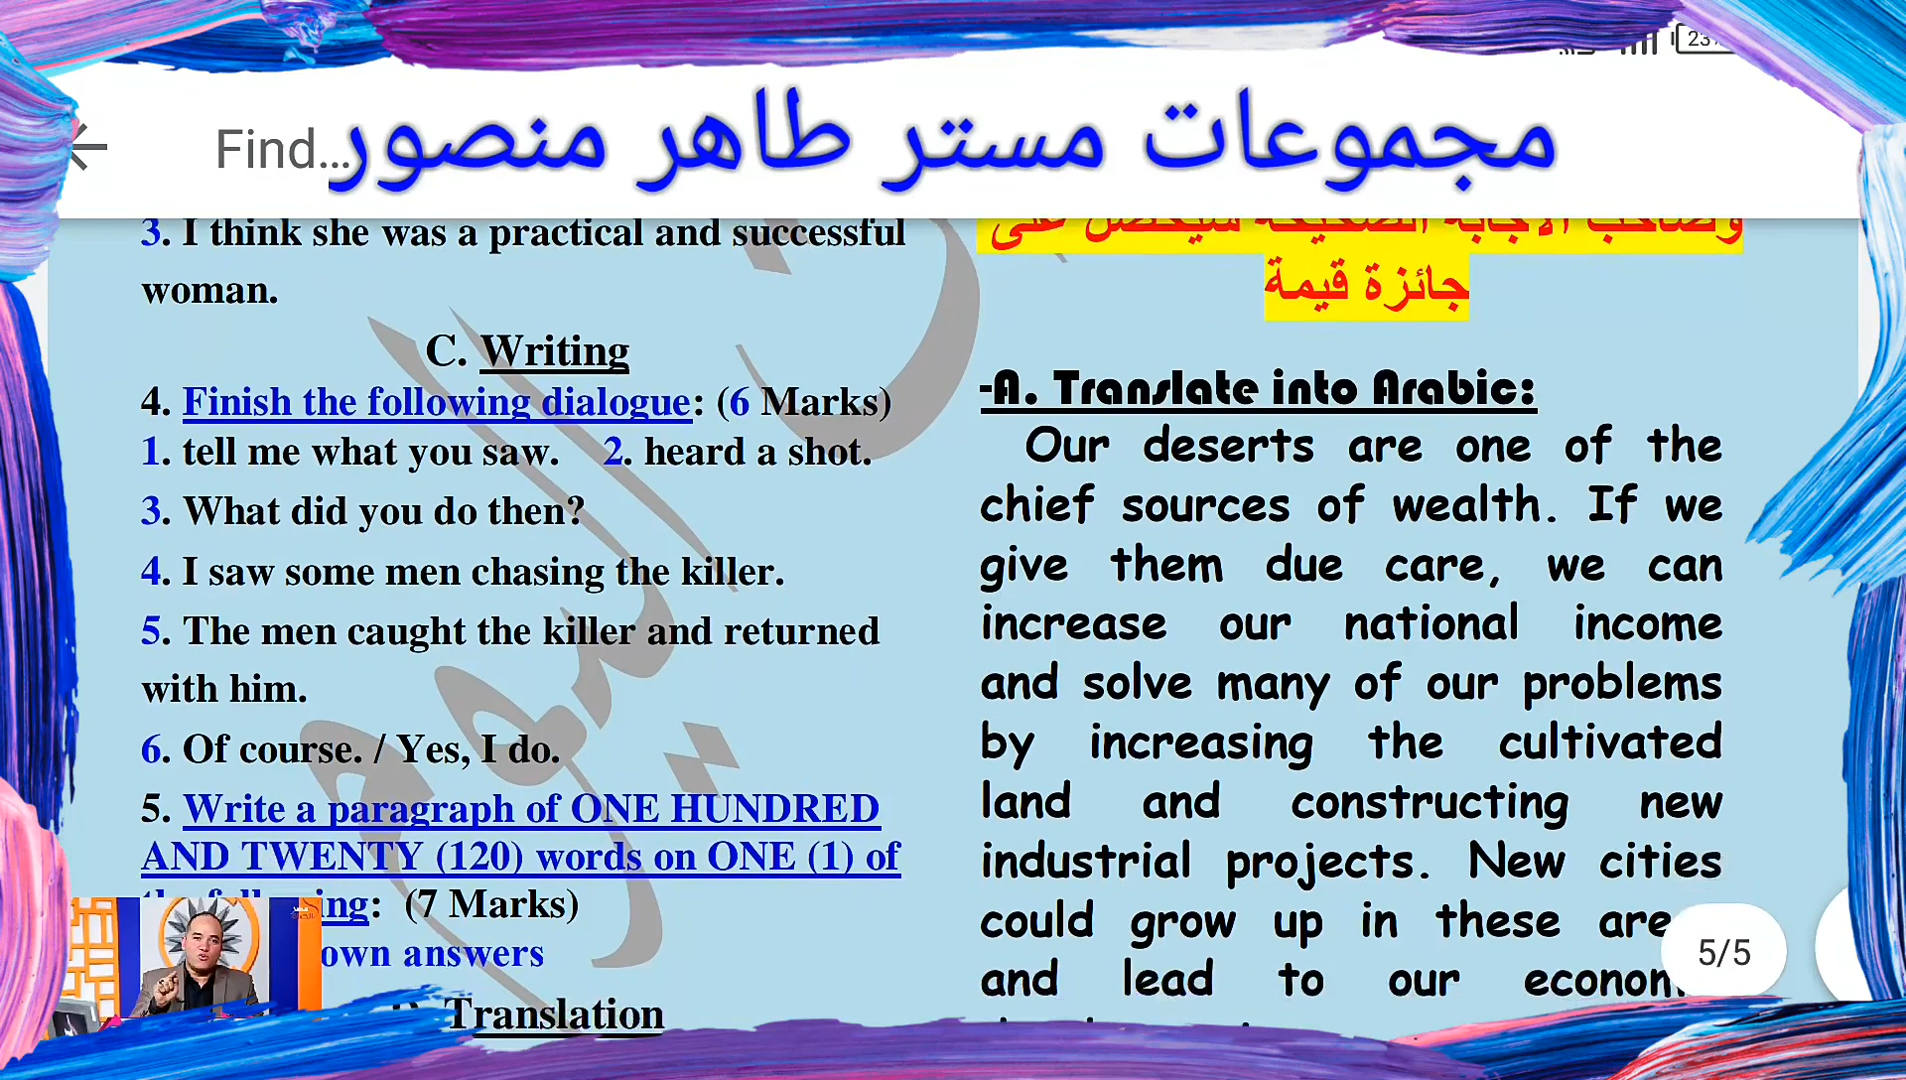 23
Find...
مجموعات مستر طاهر منصور
3. I think she was a practical and successful
woman.
C. Writing
4. Finish the following dialogue: (6 Marks)
1. tell me what you saw. 2. heard a shot.
3. What did you do then?
4. I saw some men chasing the killer.
5. The men caught the killer and returned
with him.
6. Of course. / Yes, I do.
5. Write a paragraph of ONE HUNDRED
AND TWENTY (120) words on ONE (1) of
(7 Marks)
own answers
Translation
وصاحب الاجابة الصحيحة سيحصل على
جائزة قيمة
-A. Translate into Arabic:
Our deserts are one of the
chief sources of wealth. If we
give them due care, we can
increase our national income
and solve many of our problems
by increasing the cultivated
land and constructing new
industrial projects. New cities
could grow up in these
and lead to our
5/5